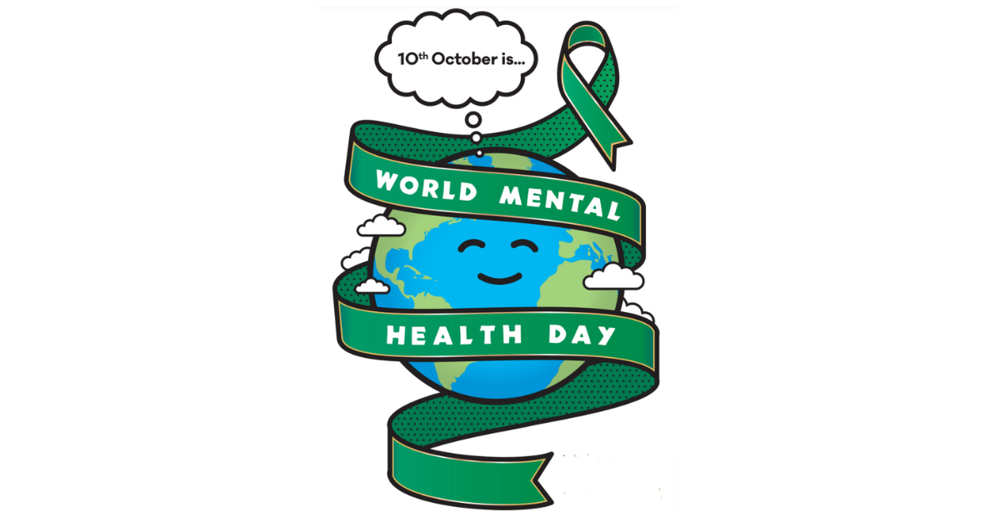 10th October is...
WORLD MENTAL
HEALTH DAY